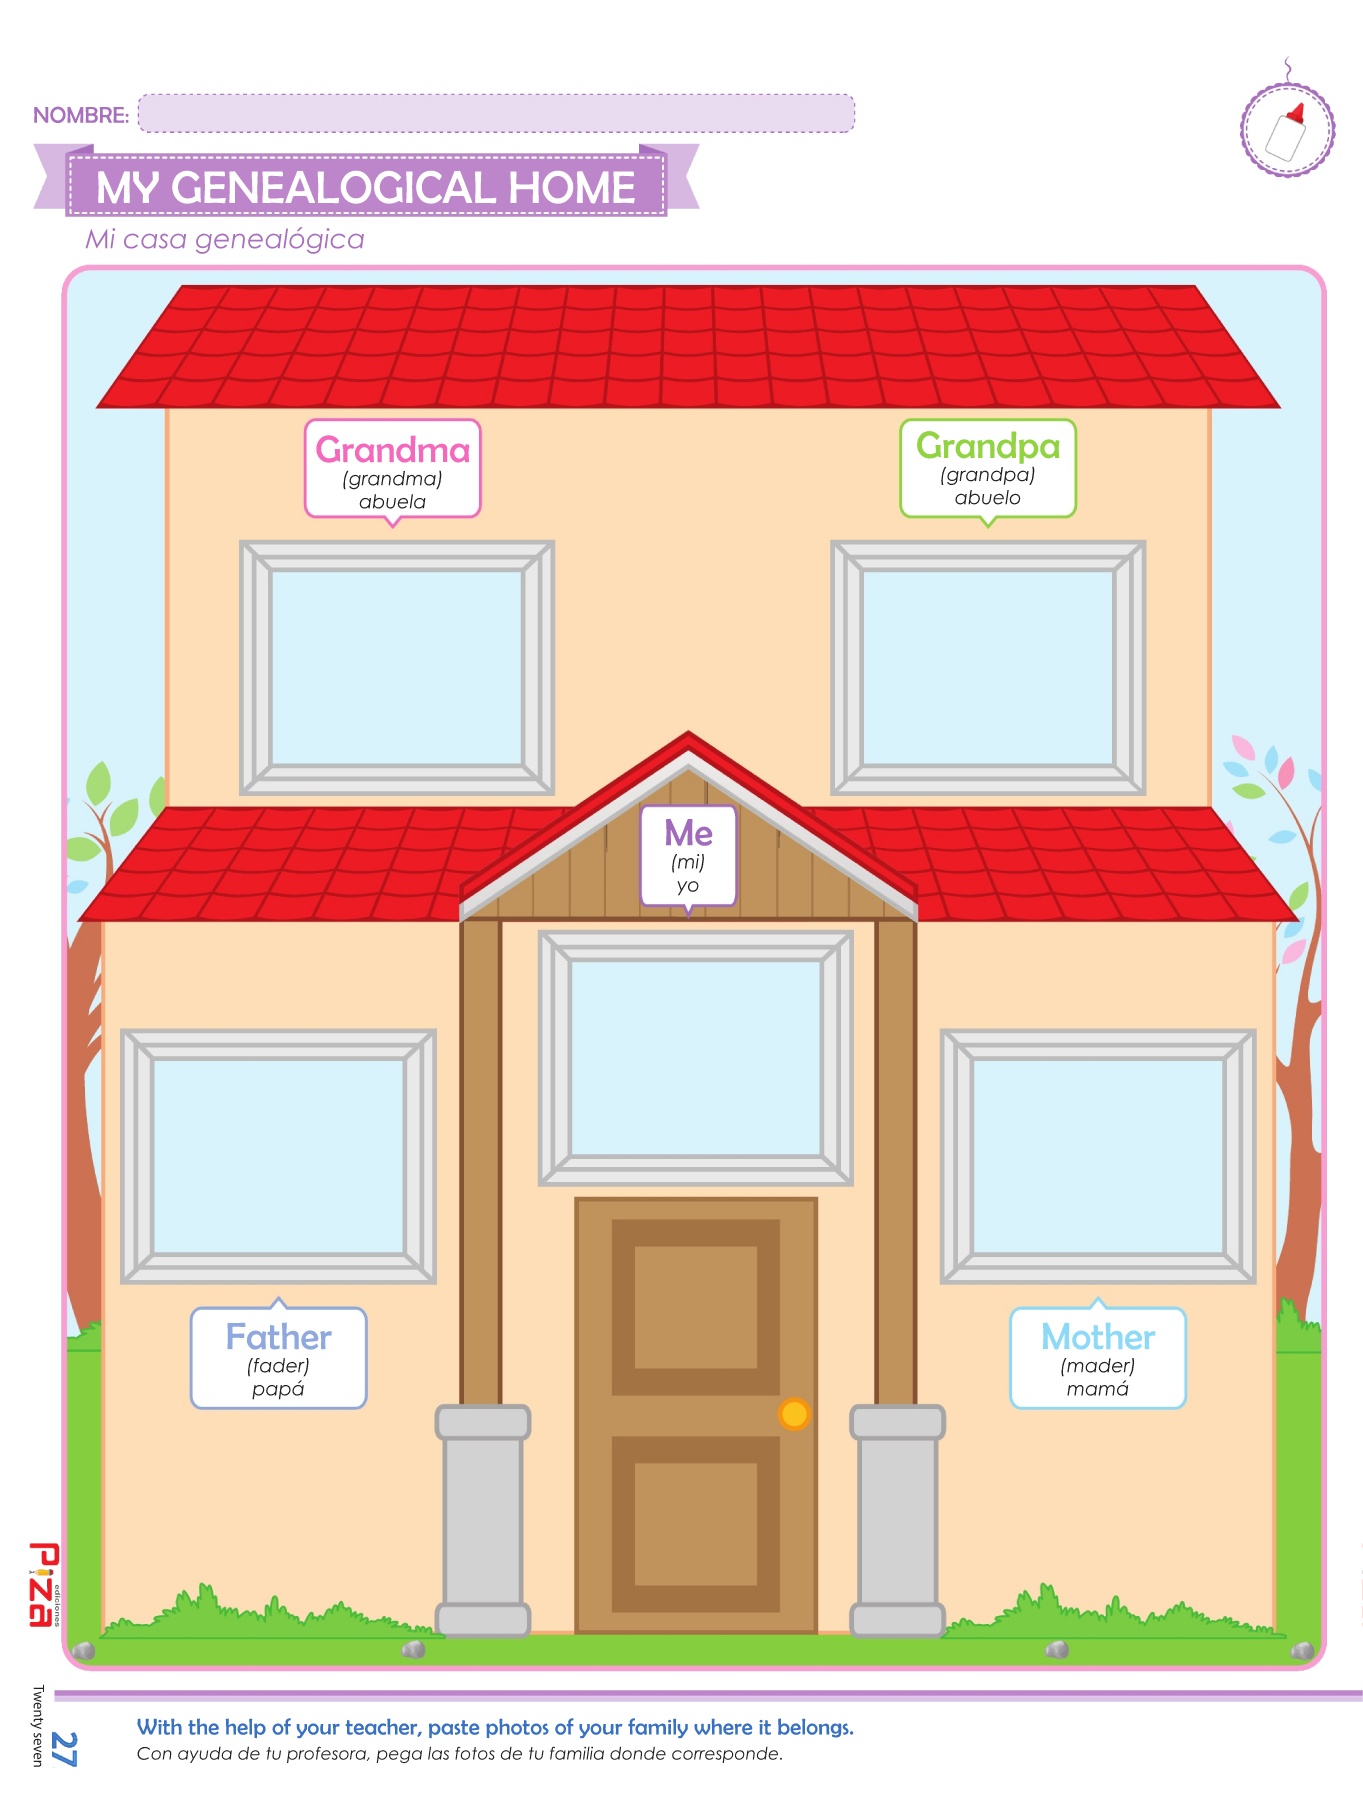 NOMBRE:
MY GENEALOGICAL HOME
Mi casa genealógica
Grandma
(grandma)
abuela
Grandpa
(grandpa)
abuelo
Me
(mi)
yo
Father
(fader)
papá
Mother
(mader)
mamá
Piza
ediciones
Twenty seven
27
With the help of your teacher, paste photos of your family where it belongs.
Con ayuda de tu profesora, pega las fotos de tu familia donde corresponde.